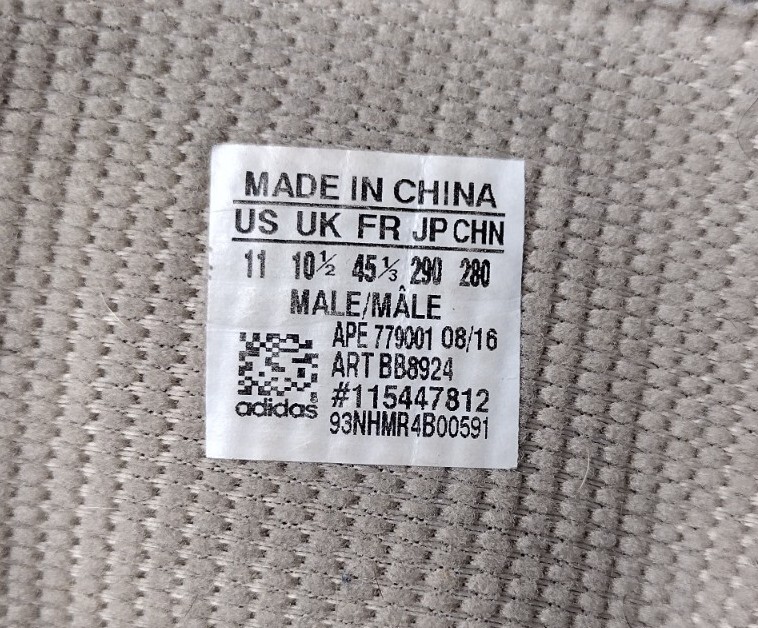 MADE IN CHINA
US UK FR JP CHN
11 10½ 45⅓ 290 280
MALE/MÂLE
APE 779001 08/16
ART BB8924
#115447812
93NHMR4B00591
adidas